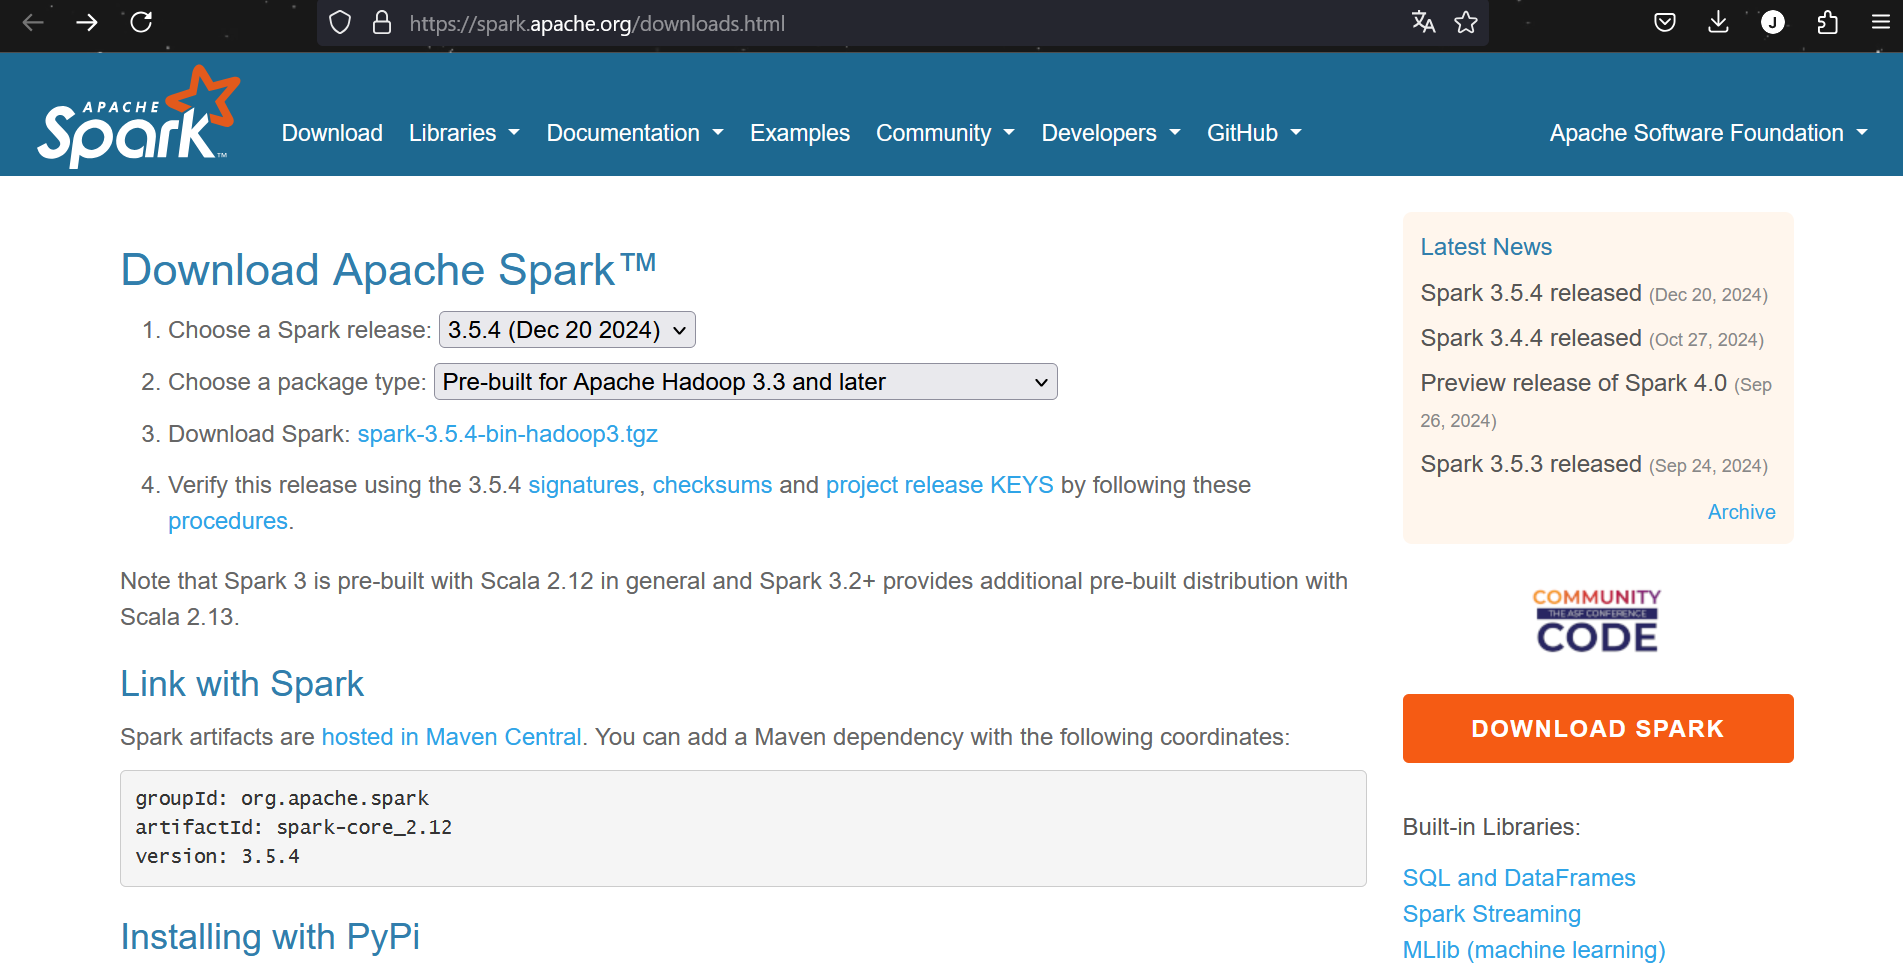 https://spark.apache.org/downloads.html
J
APACHE
Spark™
Download
Libraries
Documentation
Examples
Community
Developers
GitHub
Apache Software Foundation
Download Apache Spark™
1. Choose a Spark release: 3.5.4 (Dec 20 2024)
2. Choose a package type: Pre-built for Apache Hadoop 3.3 and later
3. Download Spark: spark-3.5.4-bin-hadoop3.tgz
4. Verify this release using the 3.5.4 signatures, checksums and project release KEYS by following these
procedures.
Note that Spark 3 is pre-built with Scala 2.12 in general and Spark 3.2+ provides additional pre-built distribution with
Scala 2.13.
Link with Spark
Spark artifacts are hosted in Maven Central. You can add a Maven dependency with the following coordinates:
groupId: org.apache.spark
artifactId: spark-core_2.12
version: 3.5.4
Installing with PyPi
Latest News
Spark 3.5.4 released (Dec 20, 2024)
Spark 3.4.4 released (Oct 27, 2024)
Preview release of Spark 4.0 (Sep
26, 2024)
Spark 3.5.3 released (Sep 24, 2024)
Archive
COMMUNITY
THE ASF CONFERENCE
CODE
DOWNLOAD SPARK
Built-in Libraries:
SQL and DataFrames
Spark Streaming
MLlib (machine learning)